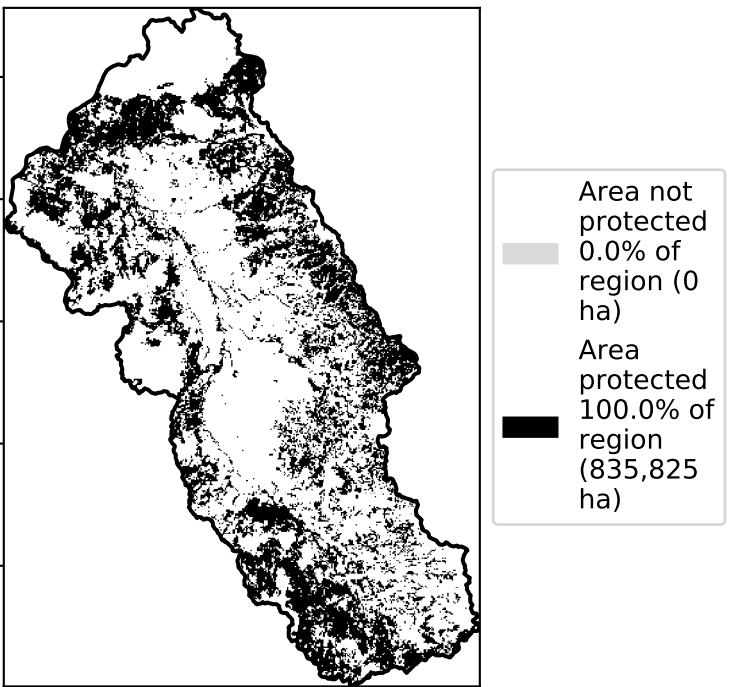 Area not
protected
0.0% of
region (0
ha)
Area
protected
100.0% of
region
(835,825
ha)